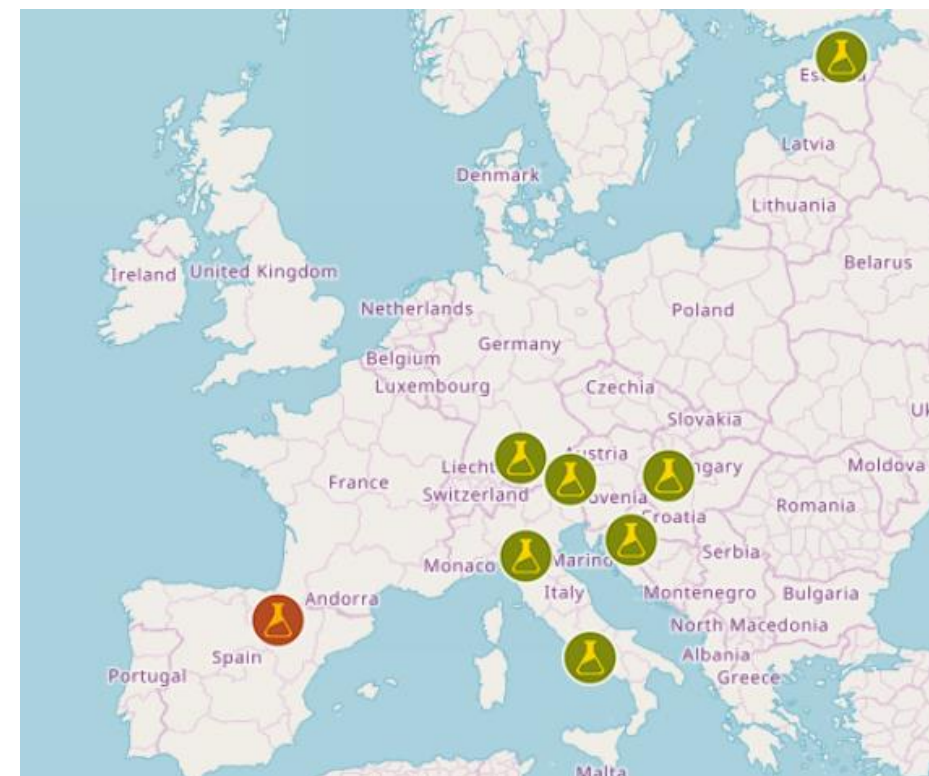 Latvia
Denmark
Lithuania
Belarus
Ireland
United Kingdom
Netherlands
Poland
Germany
Belgium
Luxembourg
Czechia
Slovakia
Moldova
France
Switzerland
Romania
Croatia
Serbia
Monaco
Marino
Italy
Montenegro
Bulgaria
Andorra
North Macedonia
Spain
Albania
Portugal
Greece
Malta